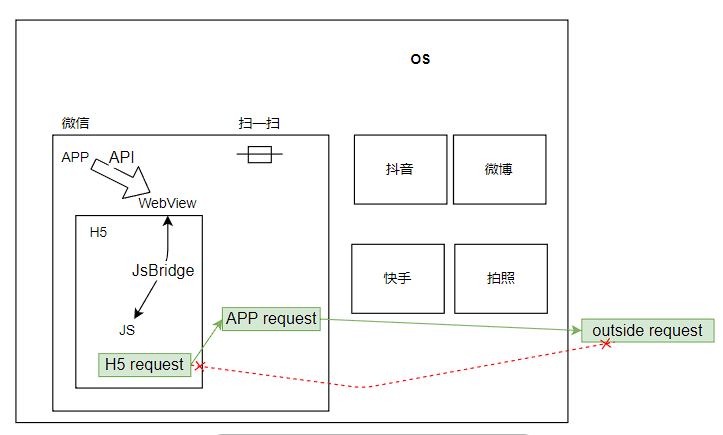 OS
微信
扫一扫
APP
API
WebView
H5
JsBridge
JS
H5 request
APP request
抖音
微博
快手
拍照
outside request